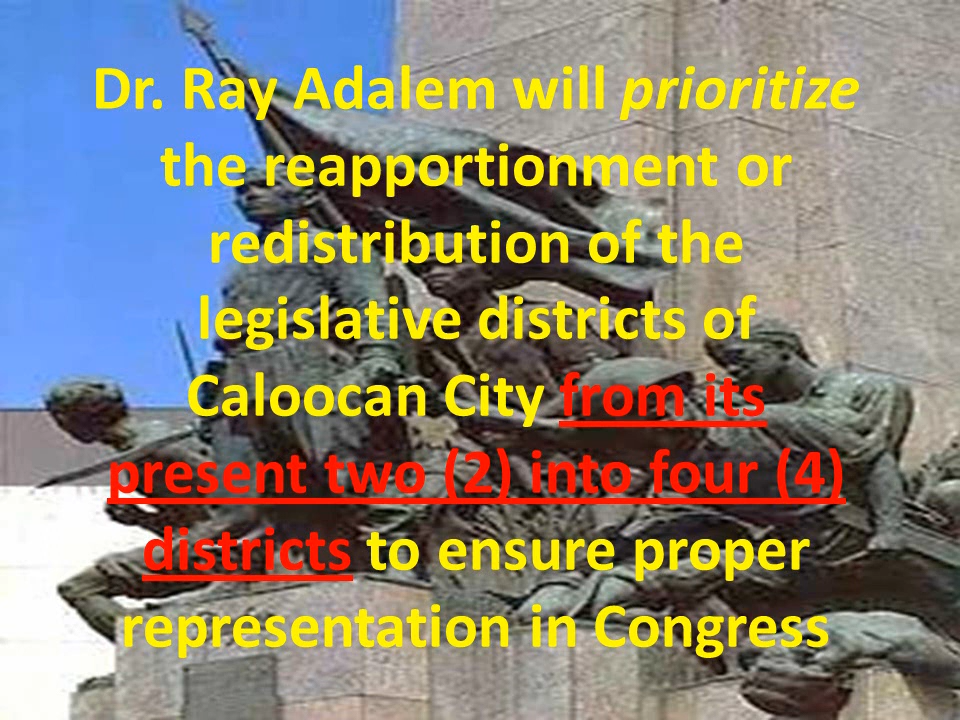 Dr. Ray Adalem will prioritize
the reapportionment or
redistribution of the
legislative districts of
Caloocan City from its
present two (2) into four (4)
districts to ensure proper
representation in Congress